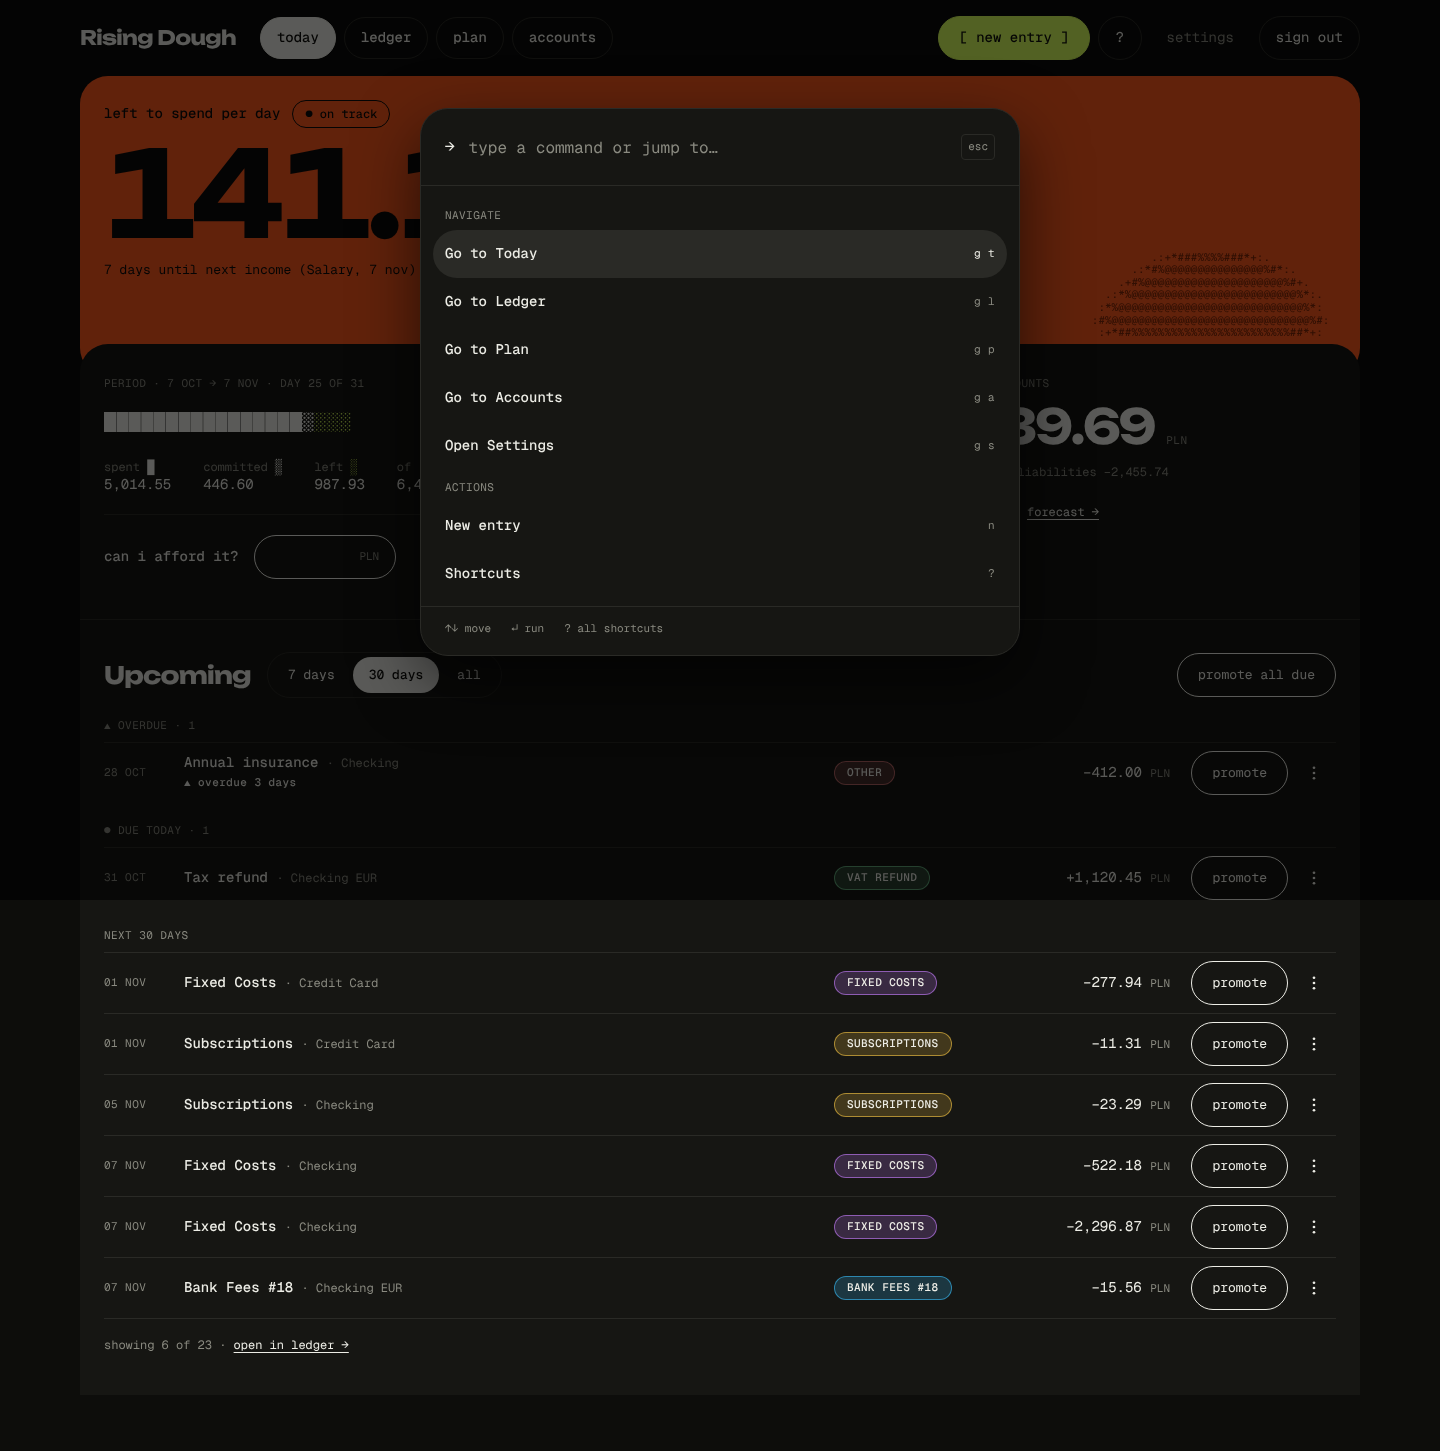 Rising Dough today ledger plan accounts [ new entry ] ? settings sign out
left to spend per day ● on track
141.
7 days until next income (Salary, 7 nov)
→ type a command or jump to… esc
NAVIGATE
Go to Today g t
Go to Ledger g l
Go to Plan g p
Go to Accounts g a
Open Settings g s
ACTIONS
New entry n
Shortcuts ?
↑↓ move ↵ run ? all shortcuts
PERIOD · 7 OCT → 7 NOV · DAY 25 OF 31
spent committed left of
5,014.55 446.60 987.93 6,4
can i afford it? PLN
UNTS
39.69 PLN
liabilities −2,455.74
forecast →
Upcoming 7 days 30 days all promote all due
▲ OVERDUE · 1
28 OCT Annual insurance · Checking OTHER −412.00 PLN promote ⋮
▲ overdue 3 days
● DUE TODAY · 1
31 OCT Tax refund · Checking EUR VAT REFUND +1,120.45 PLN promote ⋮
NEXT 30 DAYS
01 NOV Fixed Costs · Credit Card FIXED COSTS −277.94 PLN promote ⋮
01 NOV Subscriptions · Credit Card SUBSCRIPTIONS −11.31 PLN promote ⋮
05 NOV Subscriptions · Checking SUBSCRIPTIONS −23.29 PLN promote ⋮
07 NOV Fixed Costs · Checking FIXED COSTS −522.18 PLN promote ⋮
07 NOV Fixed Costs · Checking FIXED COSTS −2,296.87 PLN promote ⋮
07 NOV Bank Fees #18 · Checking EUR BANK FEES #18 −15.56 PLN promote ⋮
showing 6 of 23 · open in ledger →